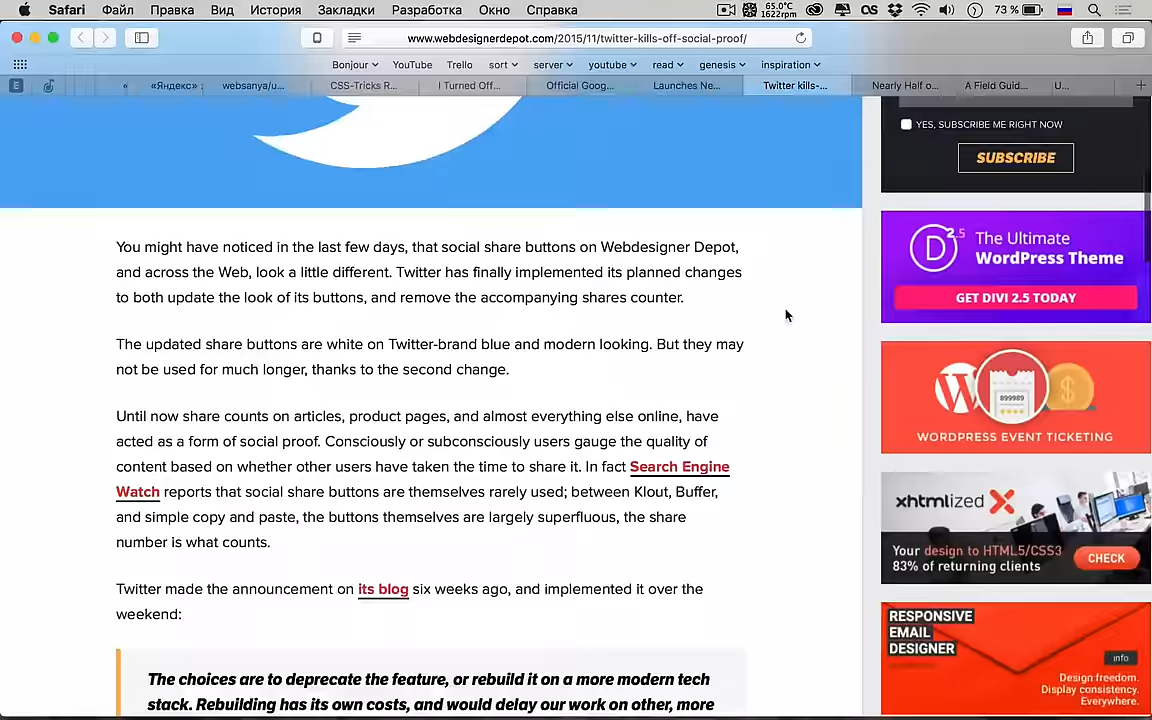 Safari Файл Правка Вид История Закладки Разработка Окно Справка 65.0°C 1622rpm 73 %
www.webdesignerdepot.com/2015/11/twitter-kills-off-social-proof/
Bonjour YouTube Trello sort server youtube read genesis inspiration
« «Яндекс» : websanya/u... CSS-Tricks R... I Turned Off... Official Goog... Launches Ne... Twitter kills-... Nearly Half o... A Field Guid... U...
YES, SUBSCRIBE ME RIGHT NOW
SUBSCRIBE
You might have noticed in the last few days, that social share buttons on Webdesigner Depot,
and across the Web, look a little different. Twitter has finally implemented its planned changes
to both update the look of its buttons, and remove the accompanying shares counter.
The updated share buttons are white on Twitter-brand blue and modern looking. But they may
not be used for much longer, thanks to the second change.
Until now share counts on articles, product pages, and almost everything else online, have
acted as a form of social proof. Consciously or subconsciously users gauge the quality of
content based on whether other users have taken the time to share it. In fact Search Engine
Watch reports that social share buttons are themselves rarely used; between Klout, Buffer,
and simple copy and paste, the buttons themselves are largely superfluous, the share
number is what counts.
Twitter made the announcement on its blog six weeks ago, and implemented it over the
weekend:
The choices are to deprecate the feature, or rebuild it on a more modern tech
stack. Rebuilding has its own costs, and would delay our work on other, more
D 2.5 The Ultimate
WordPress Theme
GET DIVI 2.5 TODAY
899989
WORDPRESS EVENT TICKETING
xhtmlized
Your design to HTML5/CSS3
83% of returning clients
CHECK
RESPONSIVE
EMAIL
DESIGNER
info
Design freedom.
Display consistency.
Everywhere.